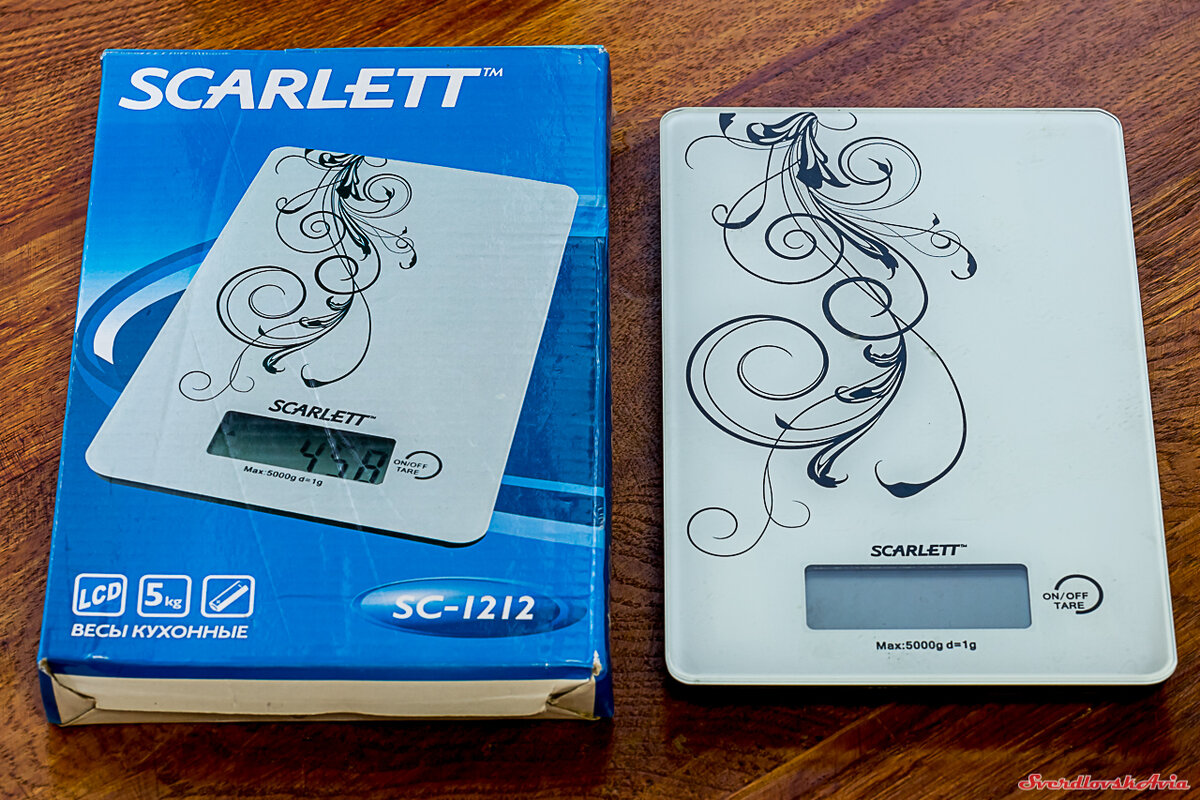 SCARLETT™
SCARLETT™
458
ON/OFF
TARE
Max:5000g d=1g
LCD
5kg
ВЕСЫ КУХОННЫЕ
SC-1212
SCARLETT™
ON/OFF
TARE
Max:5000g d=1g
SverdlovskAvia